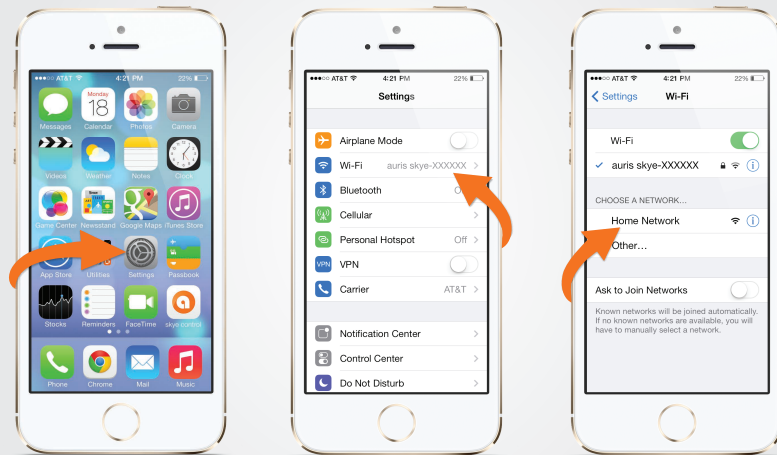 ●●●○○ AT&T 4:21 PM 22%
Monday
18
Messages Calendar Photos Camera
Videos Weather Notes Clock
Game Center Newsstand Google Maps iTunes Store
App Store Utilities Settings Passbook
Stocks Reminders FaceTime skye control
Phone Chrome Mail Music
●●●○○ AT&T 4:21 PM 22%
Settings
Airplane Mode
Wi-Fi auris skye-XXXXXX
Bluetooth
Cellular
Personal Hotspot Off
VPN VPN
Carrier AT&T
Notification Center
Control Center
Do Not Disturb
●●●○○ AT&T 4:21 PM 22%
Settings Wi-Fi
Wi-Fi
auris skye-XXXXXX
CHOOSE A NETWORK...
Home Network
Other...
Ask to Join Networks
Known networks will be joined automatically.
If no known networks are available, you will
have to manually select a network.